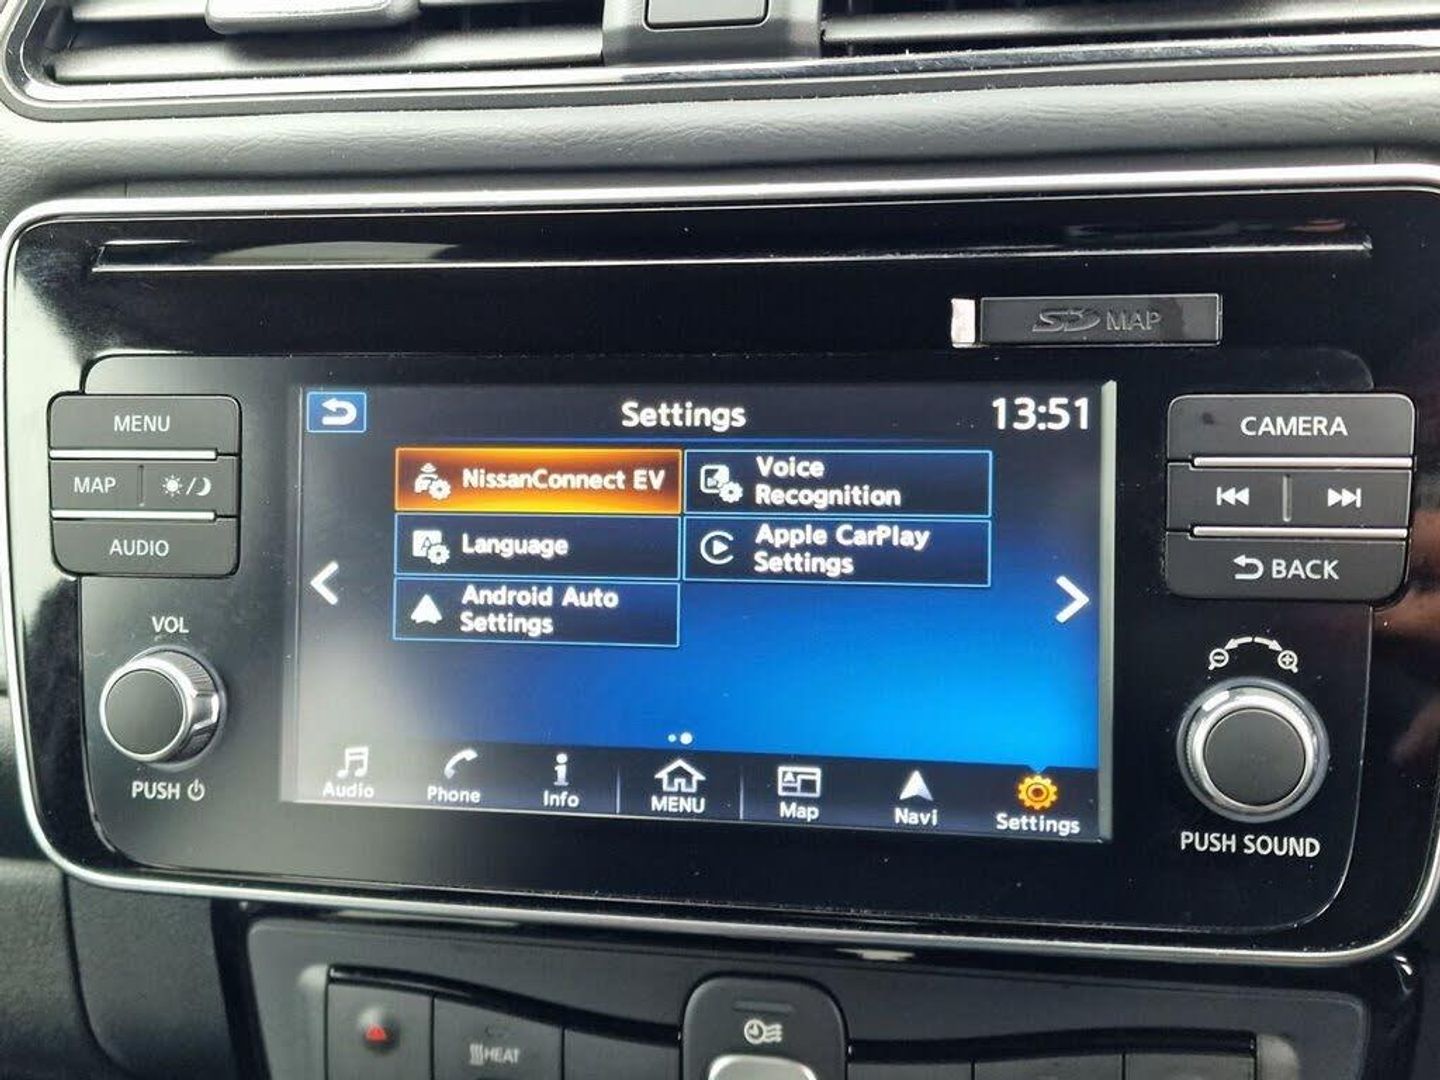 SD MAP
MENU
MAP
AUDIO
VOL
PUSH
Settings
13:51
NissanConnect EV
Voice
Recognition
Language
Apple CarPlay
Settings
Android Auto
Settings
Audio
Phone
Info
MENU
Map
Navi
Settings
CAMERA
BACK
PUSH SOUND
HEAT